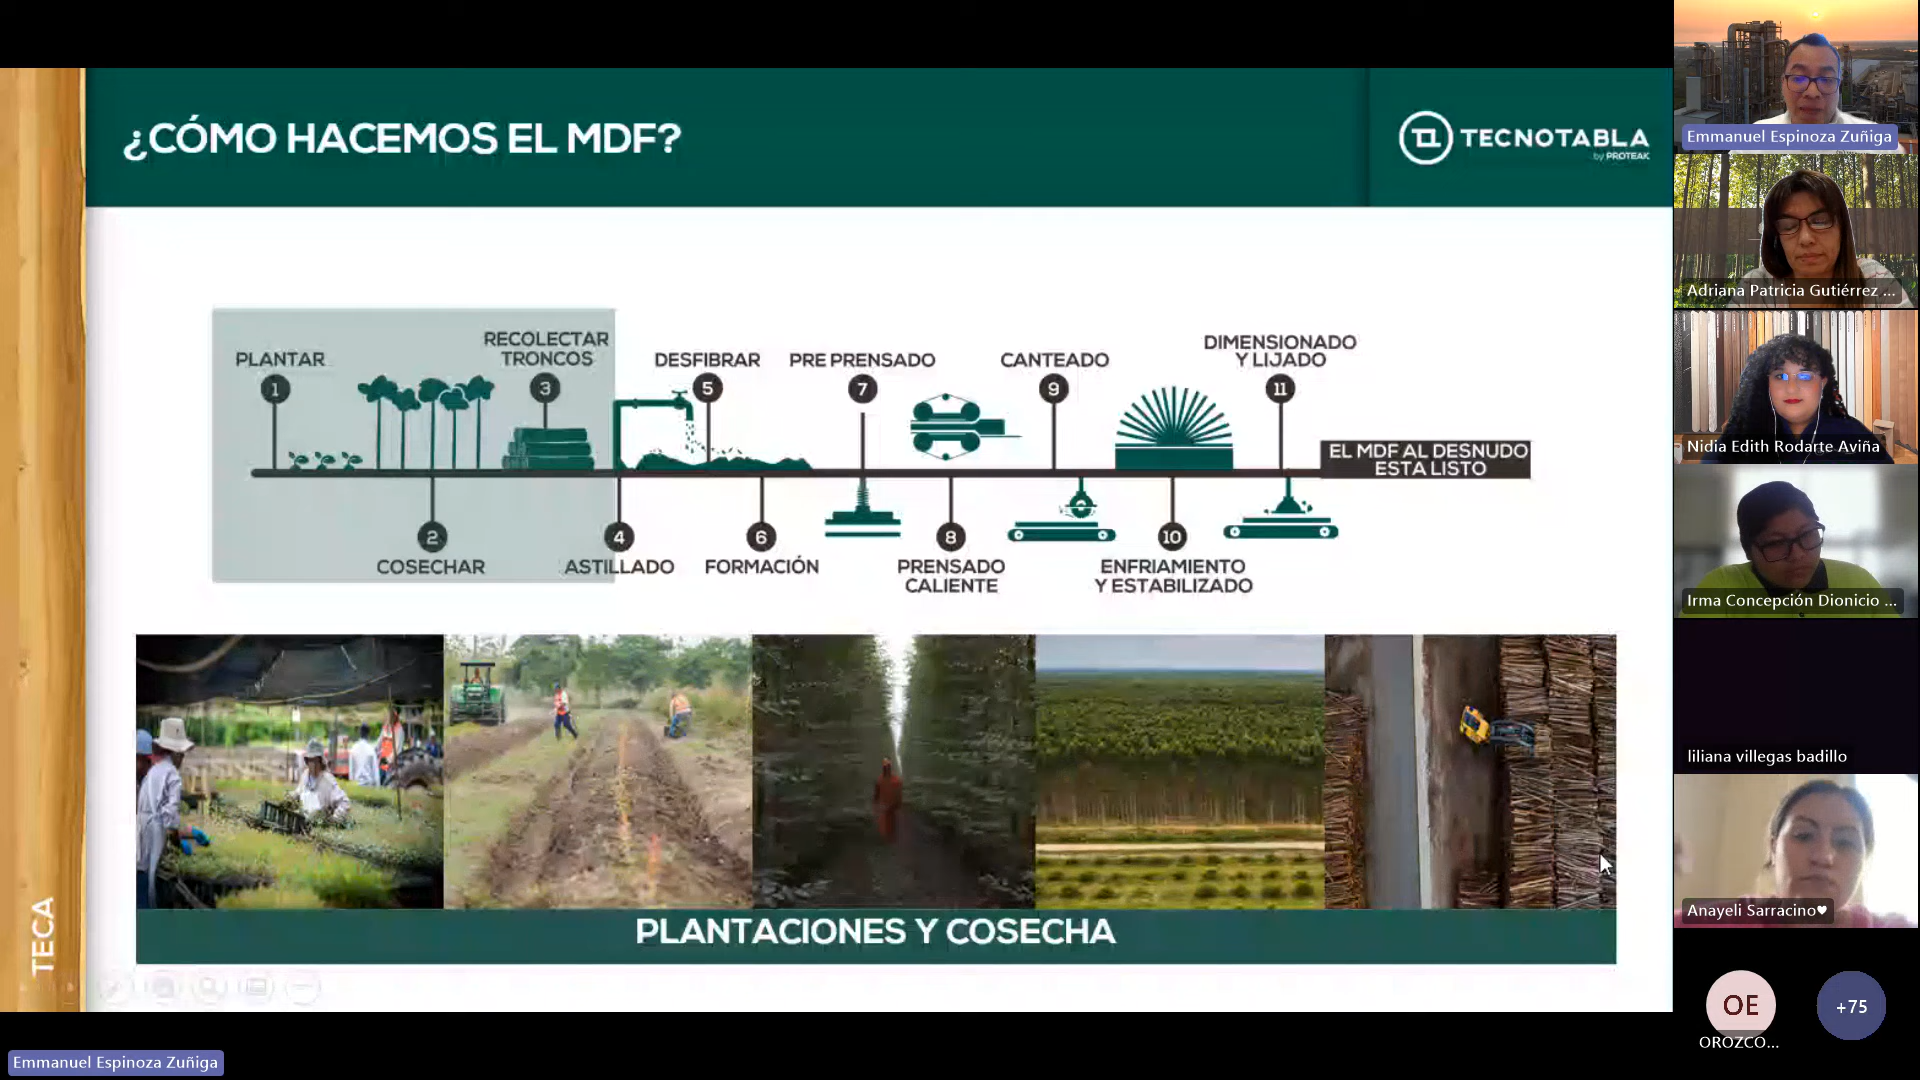 ¿CÓMO HACEMOS EL MDF?
TECNOTABLA
by PROTEAK
PLANTAR
1
2
COSECHAR
RECOLECTAR
TRONCOS
3
4
ASTILLADO
DESFIBRAR
5
6
FORMACIÓN
PRE PRENSADO
7
8
PRENSADO
CALIENTE
CANTEADO
9
10
ENFRIAMIENTO
Y ESTABILIZADO
DIMENSIONADO
Y LIJADO
11
EL MDF AL DESNUDO
ESTA LISTO
PLANTACIONES Y COSECHA
TECA
Emmanuel Espinoza Zuñiga
Adriana Patricia Gutiérrez ...
Nidia Edith Rodarte Aviña
Irma Concepción Dionicio ...
liliana villegas badillo
Anayeli Sarracino♥
OE
OROZCO...
+75
Emmanuel Espinoza Zuñiga